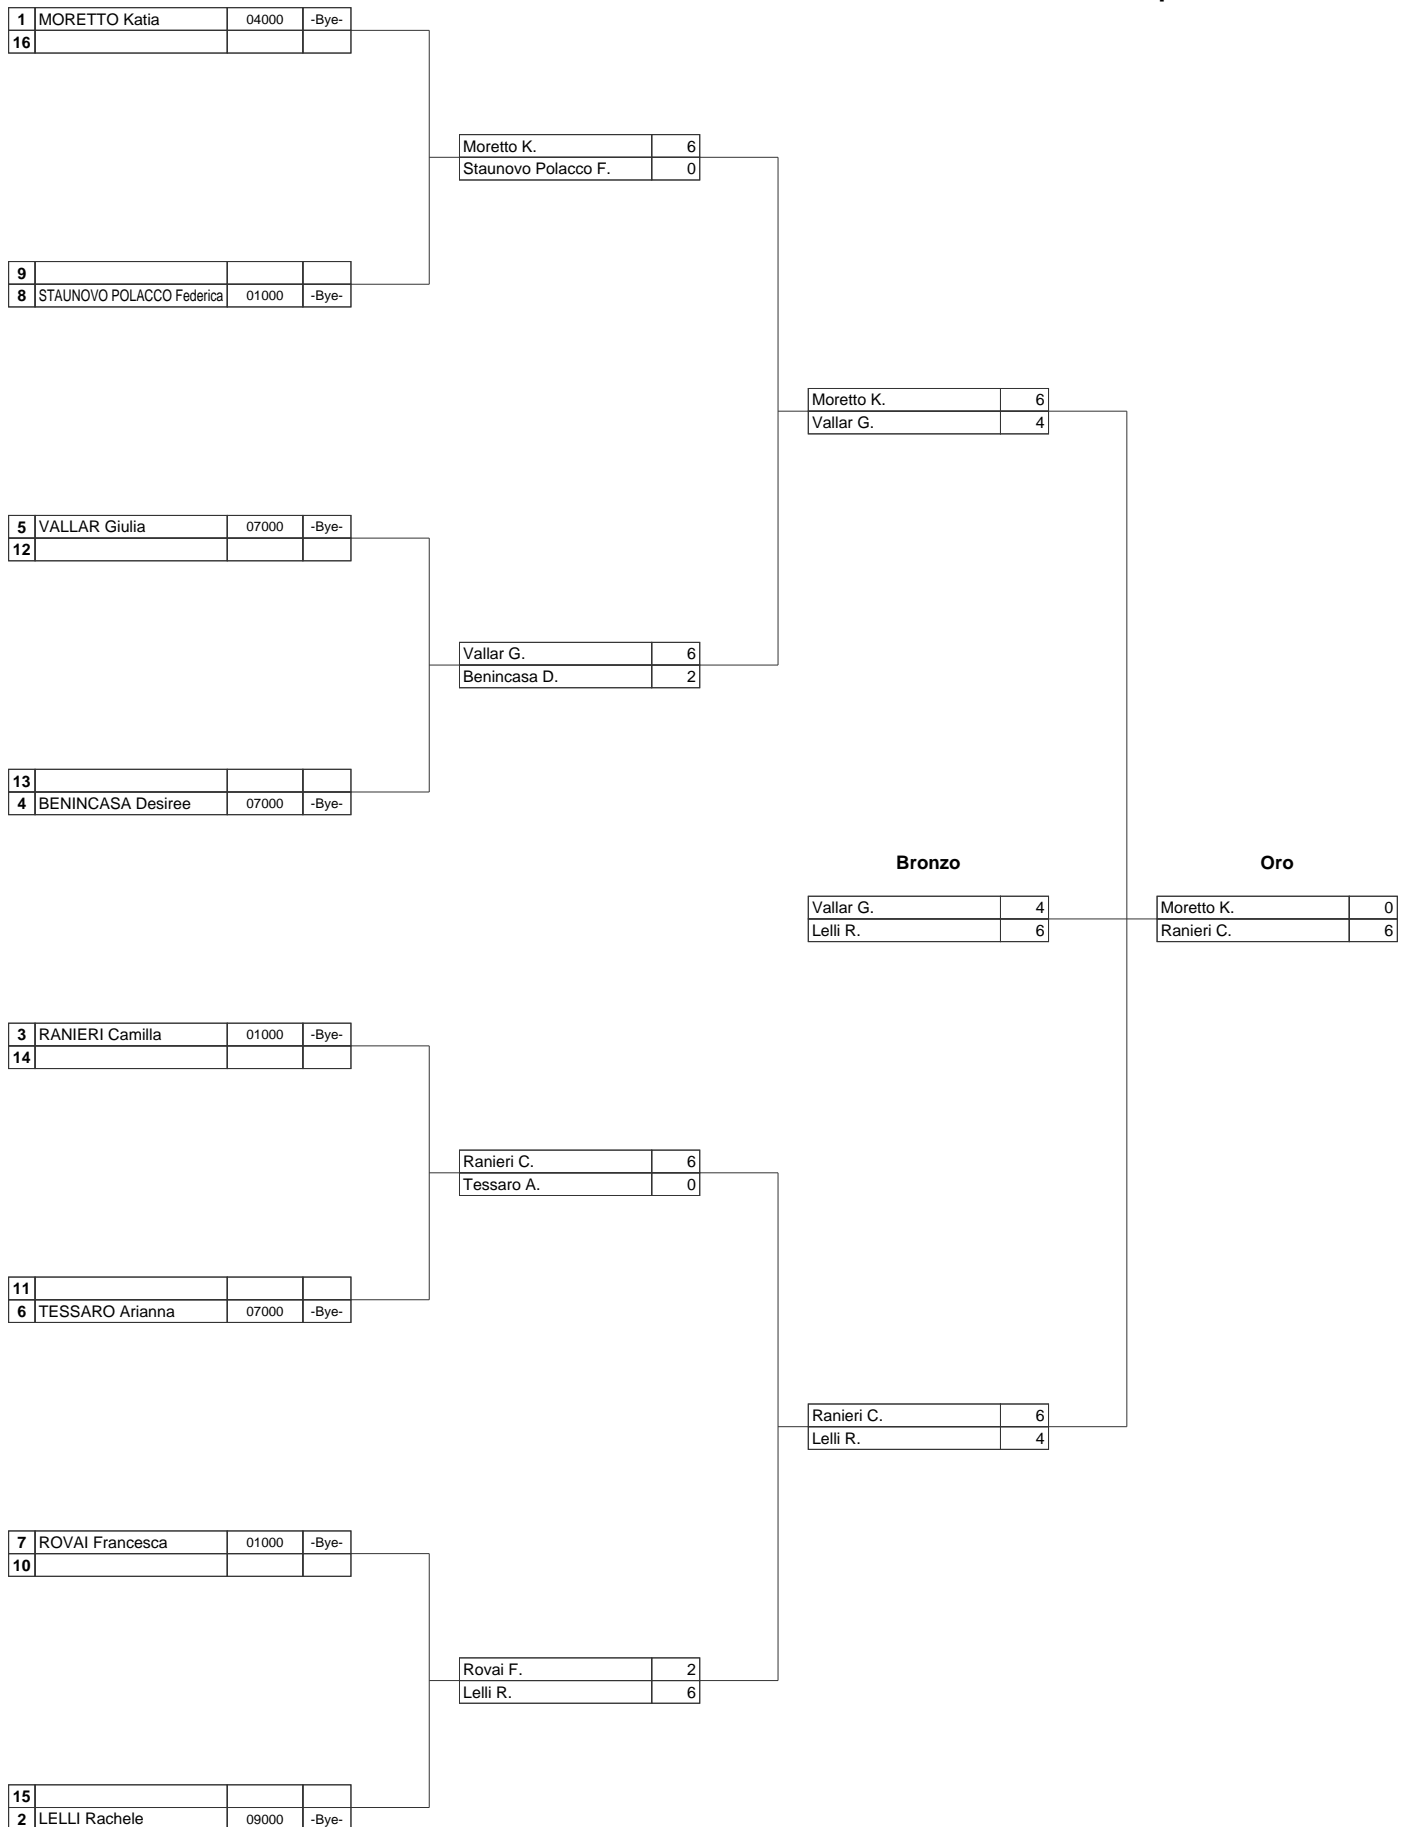 1 MORETTO Katia 04000 -Bye-
16
Moretto K. 6
Staunovo Polacco F. 0
9
8 STAUNOVO POLACCO Federica 01000 -Bye-
Moretto K. 6
Vallar G. 4
5 VALLAR Giulia 07000 -Bye-
12
Vallar G. 6
Benincasa D. 2
13
4 BENINCASA Desiree 07000 -Bye-
Bronzo Oro
Vallar G. 4 Moretto K. 0
Lelli R. 6 Ranieri C. 6
3 RANIERI Camilla 01000 -Bye-
14
Ranieri C. 6
Tessaro A. 0
11
6 TESSARO Arianna 07000 -Bye-
Ranieri C. 6
Lelli R. 4
7 ROVAI Francesca 01000 -Bye-
10
Rovai F. 2
Lelli R. 6
15
2 LELLI Rachele 09000 -Bye-